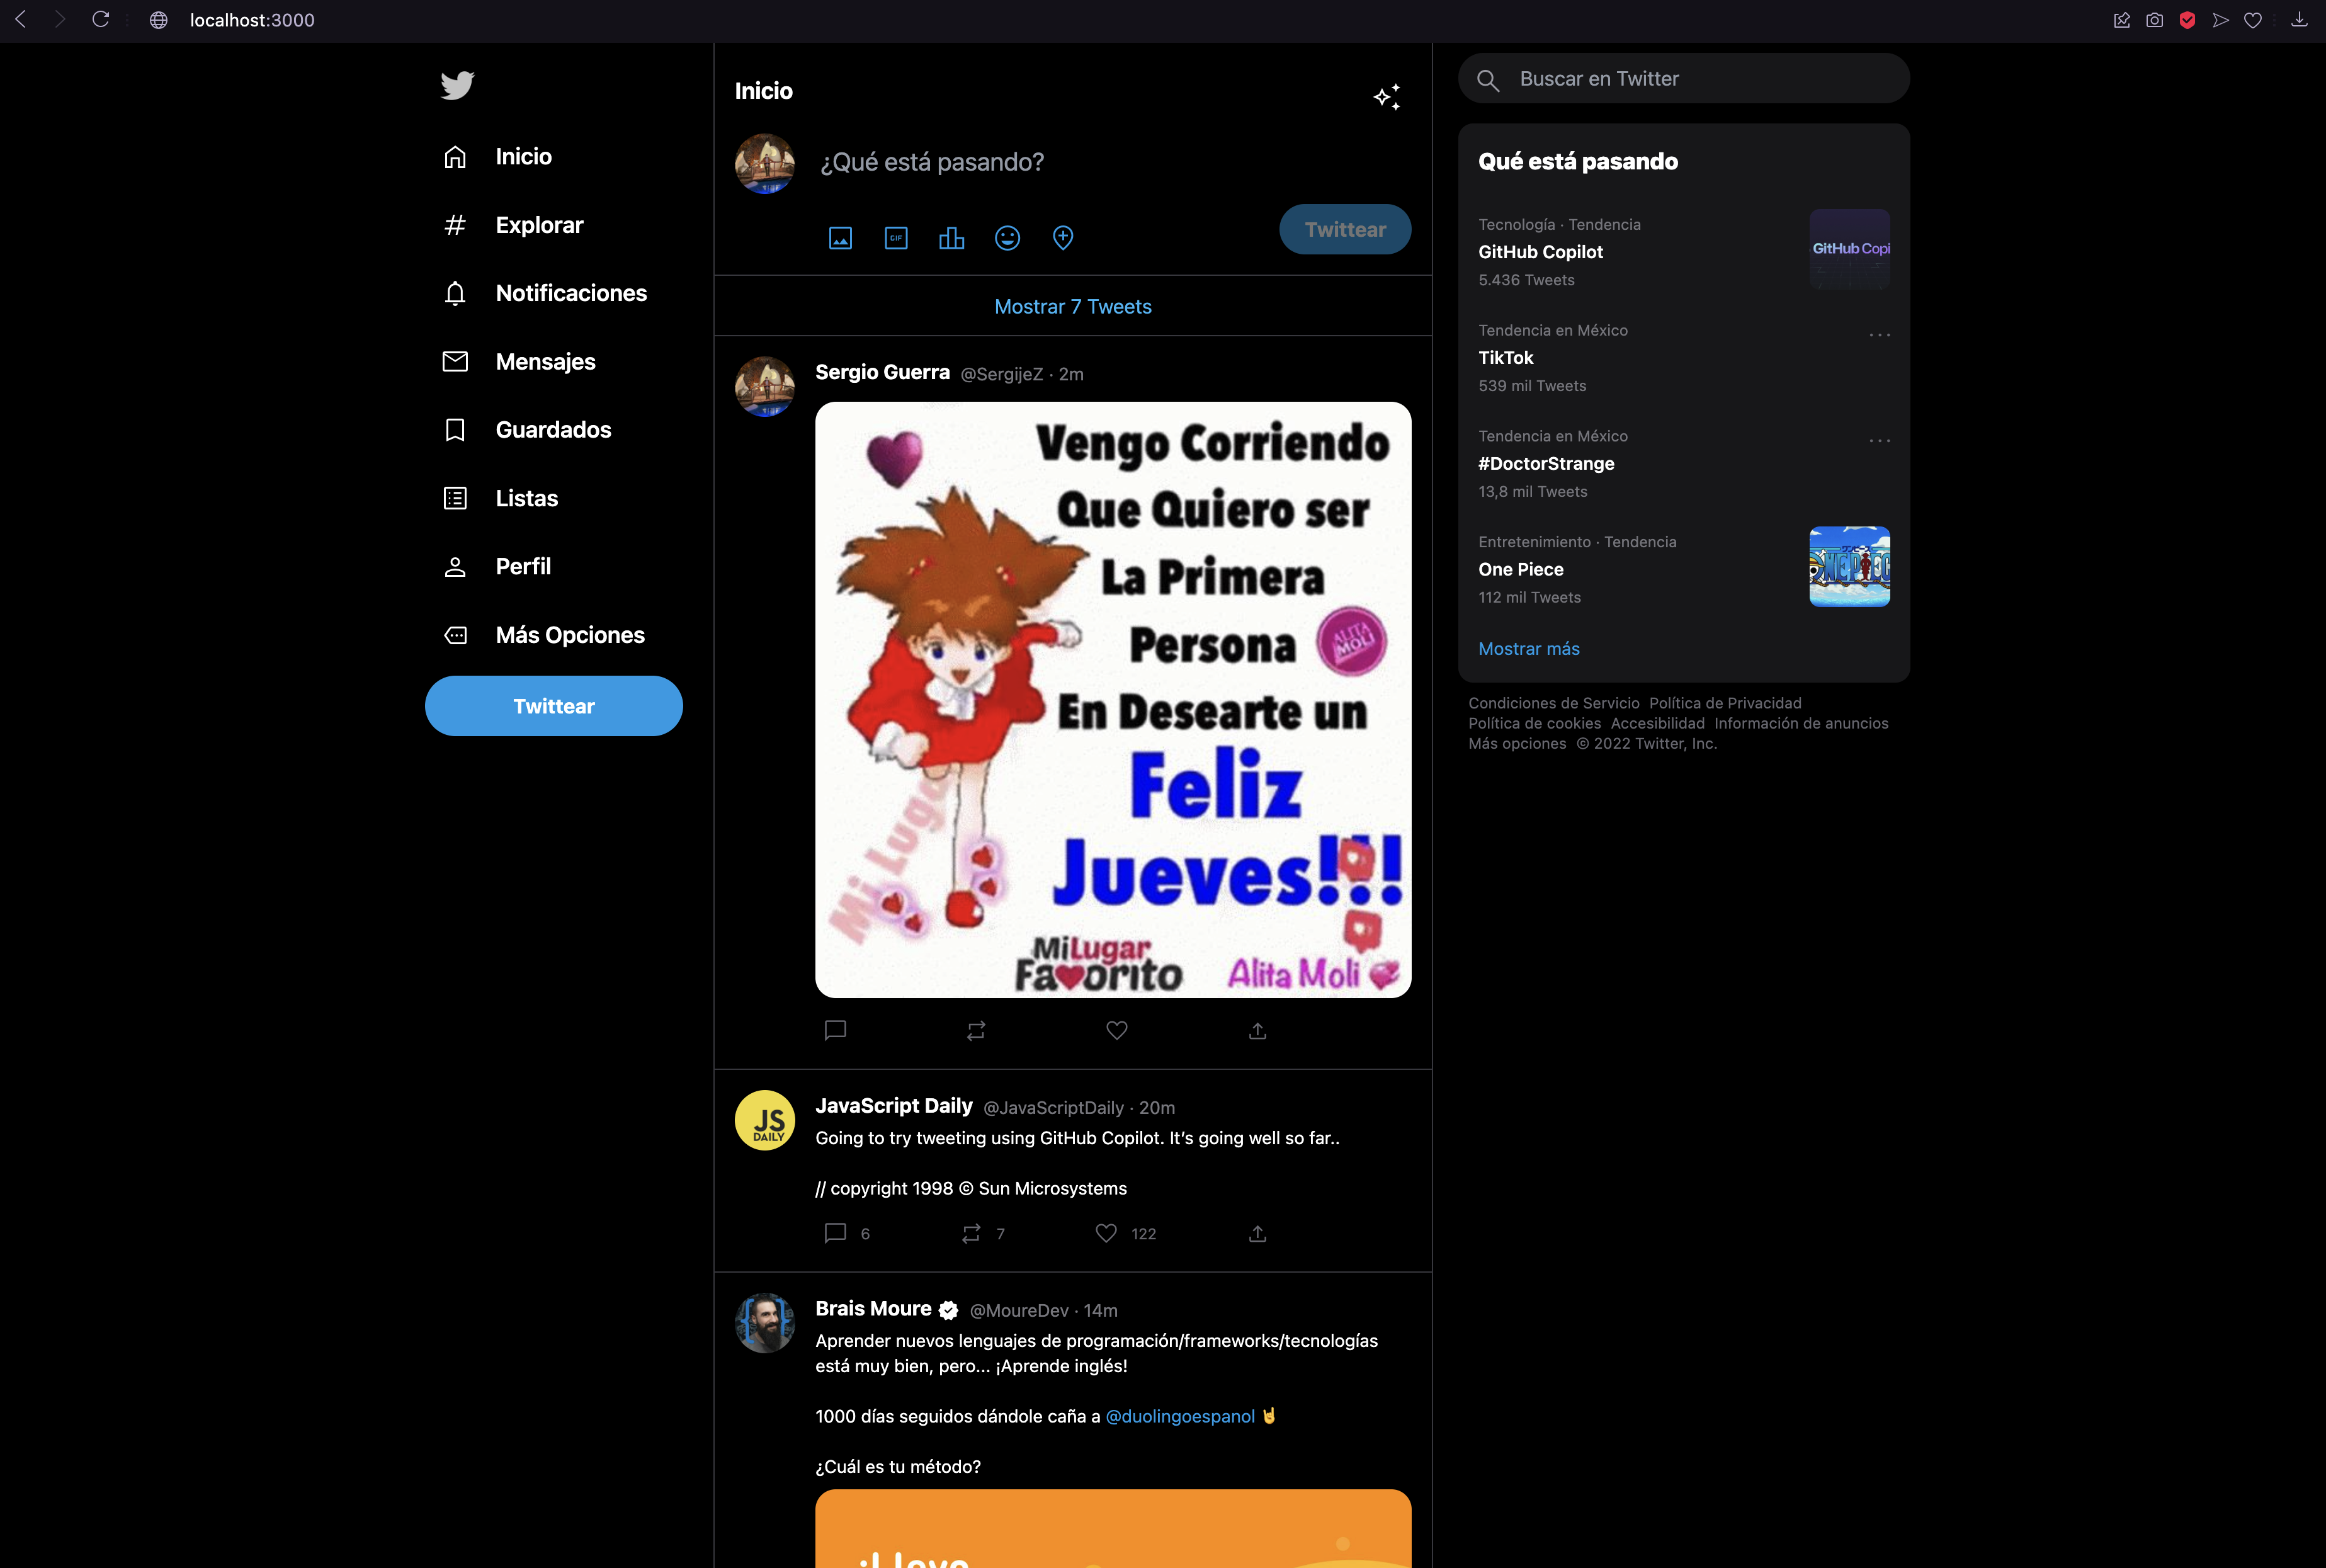 localhost:3000
Inicio
Explorar
Notificaciones
Mensajes
Guardados
Listas
Perfil
Más Opciones
Twittear
Inicio
¿Qué está pasando?
GIF
Twittear
Mostrar 7 Tweets
Sergio Guerra @SergijeZ · 2m
Vengo Corriendo
Que Quiero ser
La Primera
Persona
ALITA
MOLI
En Desearte un
Feliz
Jueves!!!
Mi Luga
MiLugar
Favorito
Alita Moli
JavaScript Daily @JavaScriptDaily · 20m
JS
DAILY
Going to try tweeting using GitHub Copilot. It’s going well so far..
// copyright 1998 © Sun Microsystems
6 7 122
Brais Moure @MoureDev · 14m
Aprender nuevos lenguajes de programación/frameworks/tecnologías
está muy bien, pero... ¡Aprende inglés!
1000 días seguidos dándole caña a @duolingoespanol 🤘
¿Cuál es tu método?
Buscar en Twitter
Qué está pasando
Tecnología · Tendencia
GitHub Copilot
5.436 Tweets
GitHub Copi
Tendencia en México
...
TikTok
539 mil Tweets
Tendencia en México
...
#DoctorStrange
13,8 mil Tweets
Entretenimiento · Tendencia
One Piece
112 mil Tweets
Mostrar más
Condiciones de Servicio Política de Privacidad
Política de cookies Accesibilidad Información de anuncios
Más opciones © 2022 Twitter, Inc.